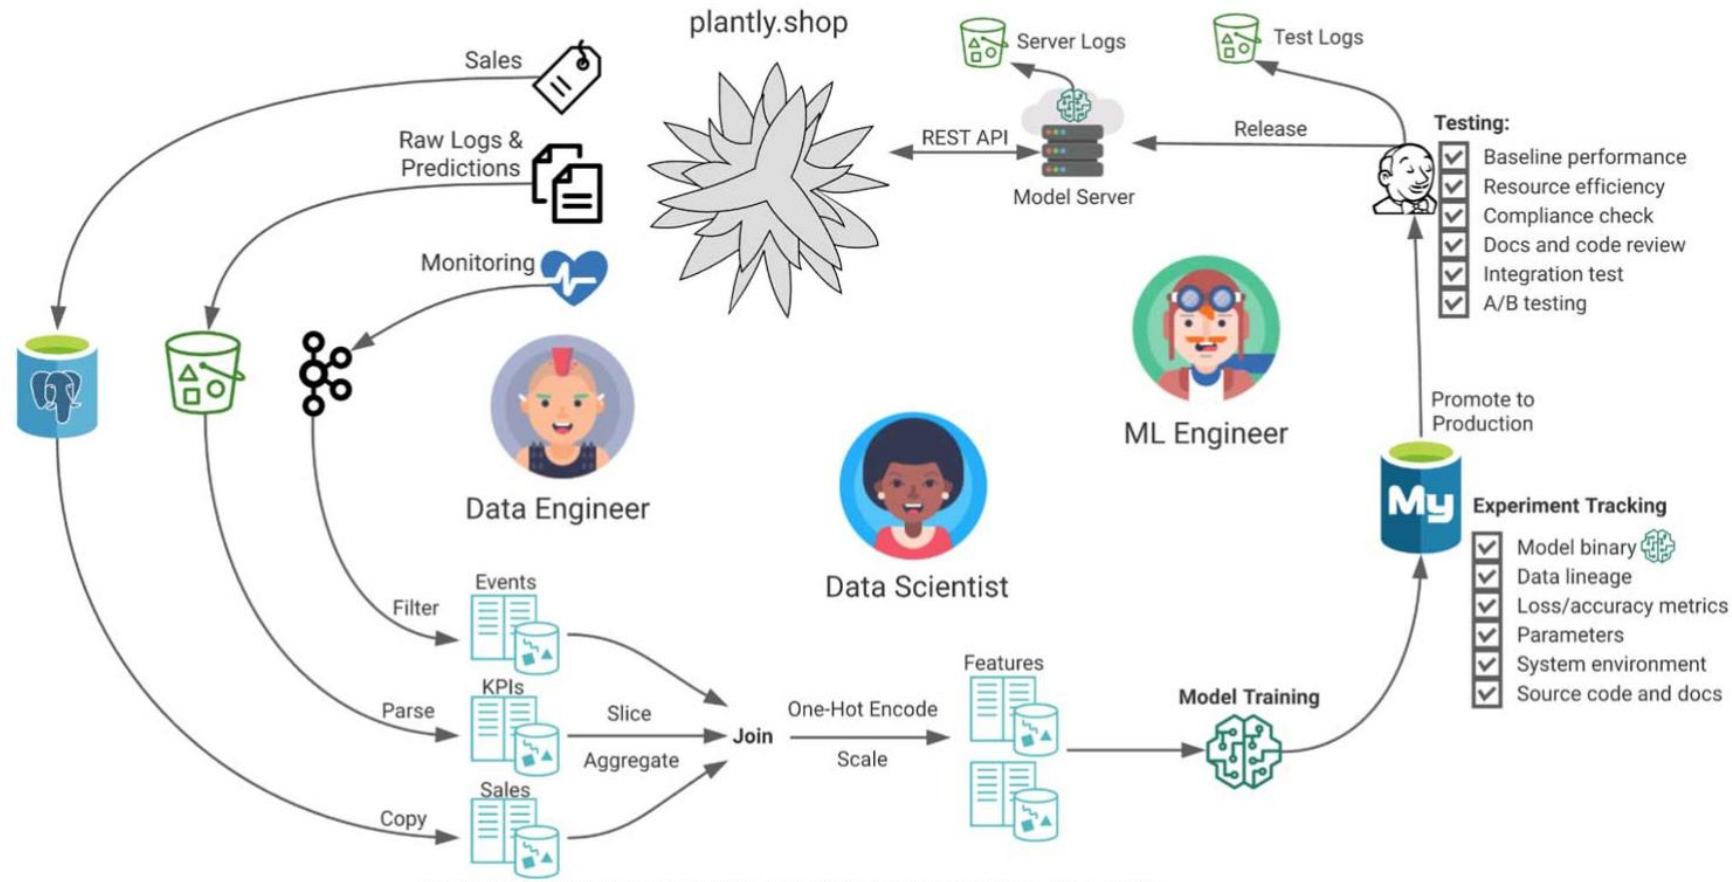 plantly.shop
Sales
Raw Logs &
Predictions
Monitoring
Server Logs
Test Logs
REST API
Release
Model Server
Testing:
Baseline performance
Resource efficiency
Compliance check
Docs and code review
Integration test
A/B testing
Data Engineer
ML Engineer
Data Scientist
Promote to
Production
My
Experiment Tracking
Model binary
Data lineage
Loss/accuracy metrics
Parameters
System environment
Source code and docs
Filter
Events
Parse
KPIs
Slice
Aggregate
Copy
Sales
Join
One-Hot Encode
Scale
Features
Model Training